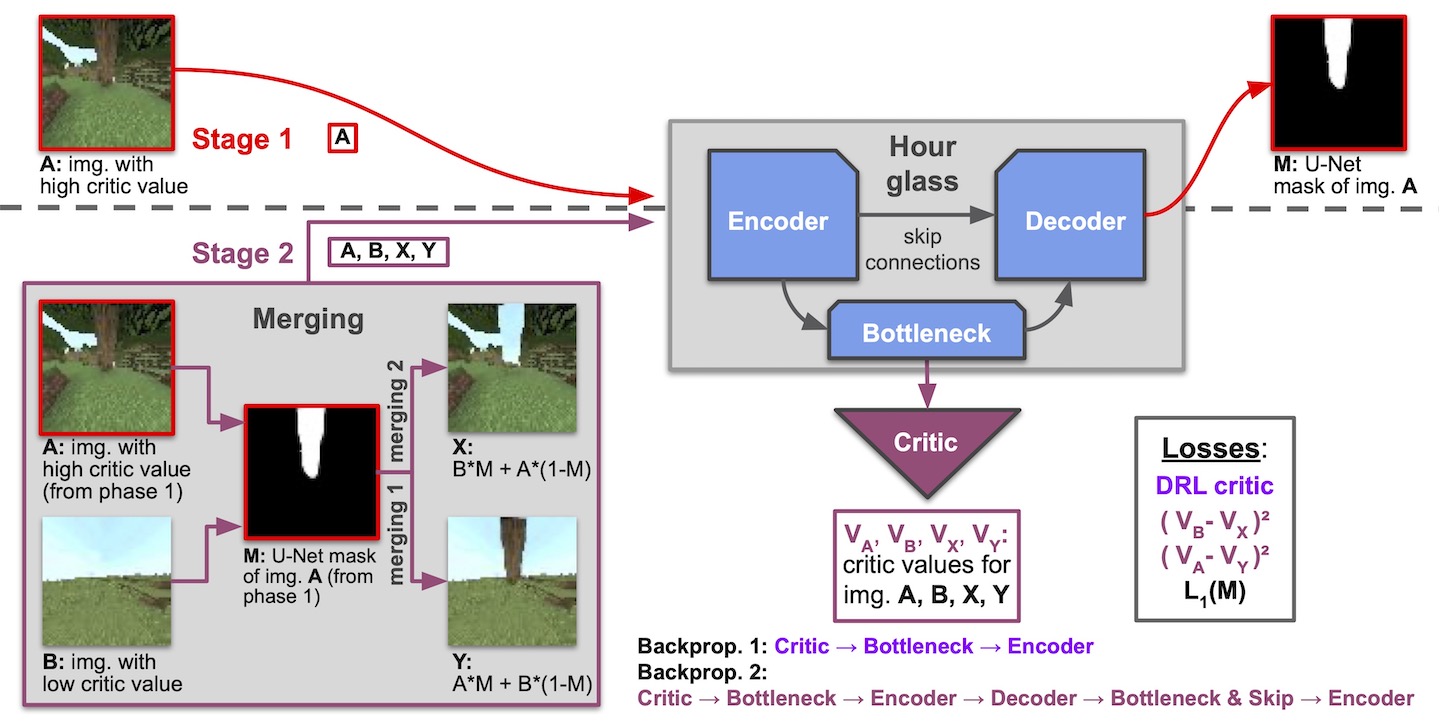 Stage 1
A
A: img. with
high critic value
Hour
glass
Encoder
Decoder
skip
connections
Bottleneck
M: U-Net
mask of img. A
Stage 2
A, B, X, Y
Merging
A: img. with
high critic value
(from phase 1)
B: img. with
low critic value
M: U-Net mask
of img. A (from
phase 1)
merging 2
merging 1
X:
B*M + A*(1-M)
Y:
A*M + B*(1-M)
Critic
V_A, V_B, V_X, V_Y:
critic values for
img. A, B, X, Y
Losses:
DRL critic
( V_B- V_X )²
( V_A- V_Y )²
L₁(M)
Backprop. 1: Critic → Bottleneck → Encoder
Backprop. 2:
Critic → Bottleneck → Encoder → Decoder → Bottleneck & Skip → Encoder